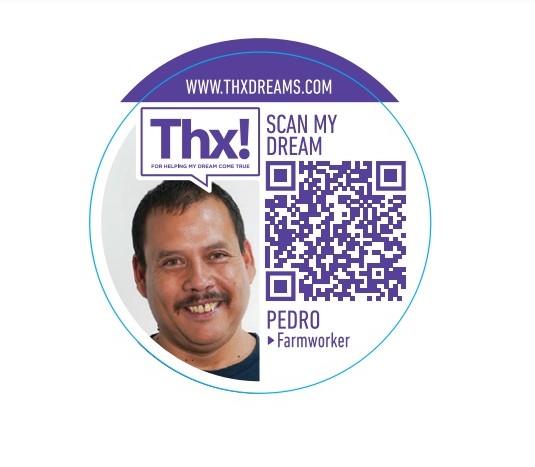 WWW.THXDREAMS.COM
Thx!
FOR HELPING MY DREAM COME TRUE
SCAN MY
DREAM
PEDRO
Farmworker